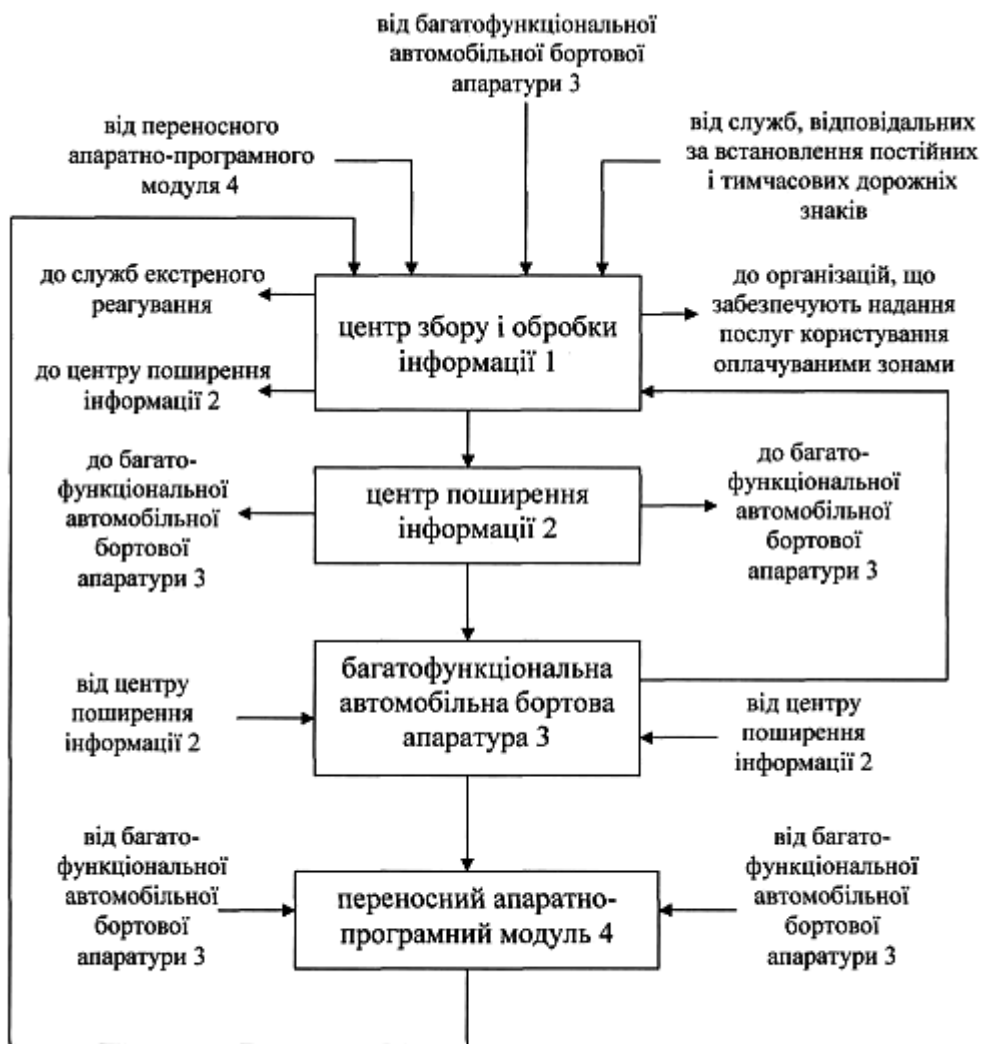 від багатофункціональної
автомобільної бортової
апаратури 3
від переносного
апаратно-програмного
модуля 4
від служб, відповідальних
за встановлення постійних
і тимчасових дорожніх
знаків
до служб екстреного
реагування
центр збору і обробки
інформації 1
до організацій, що
забезпечують надання
послуг користування
оплачуваними зонами
до центру поширення
інформації 2
до багато-
функціональної
автомобільної
бортової
апаратури 3
центр поширення
інформації 2
до багато-
функціональної
автомобільної
бортової
апаратури 3
від центру
поширення
інформації 2
багатофункціональна
автомобільна бортова
апаратура 3
від центру
поширення
інформації 2
від багато-
функціональної
автомобільної
бортової
апаратури 3
переносний апаратно-
програмний модуль 4
від багато-
функціональної
автомобільної
бортової
апаратури 3